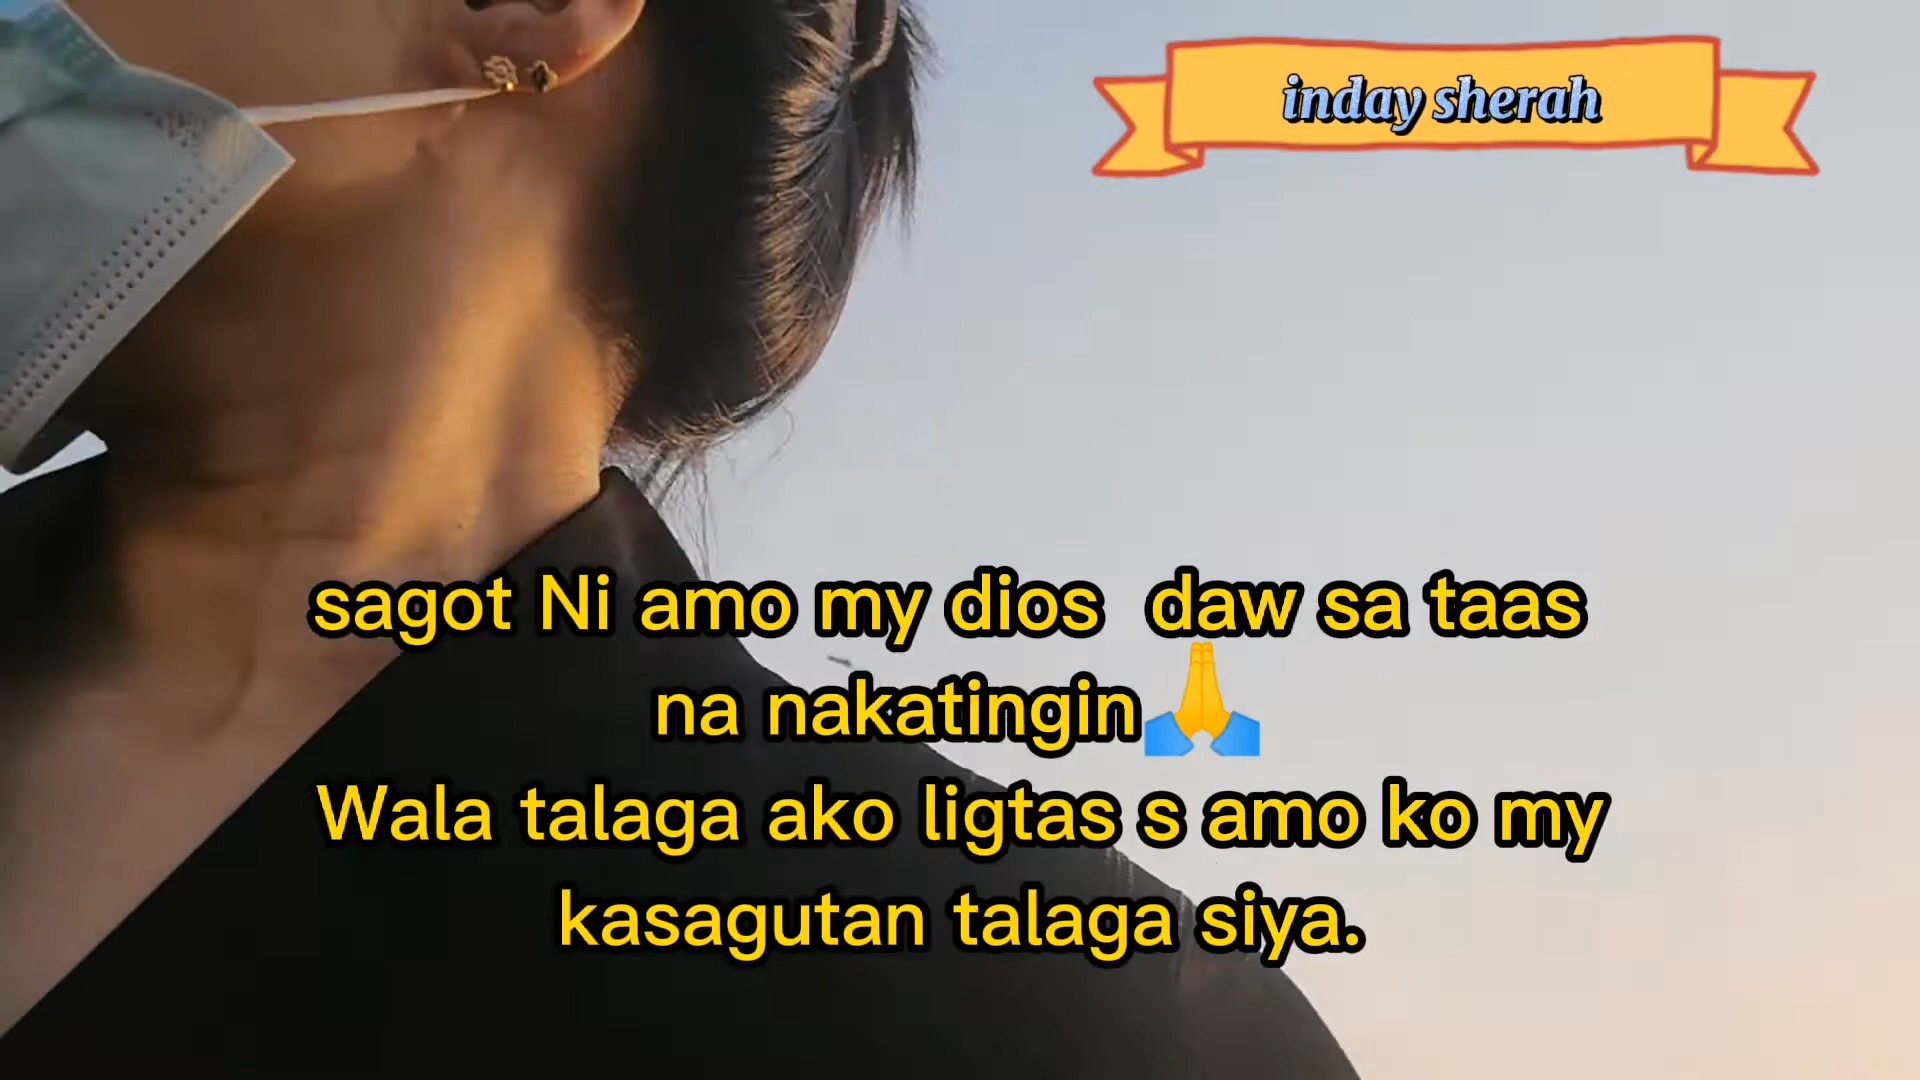 inday sherah
sagot Ni amo my dios daw sa taas
na nakatingin🙏
Wala talaga ako ligtas s amo ko my
kasagutan talaga siya.